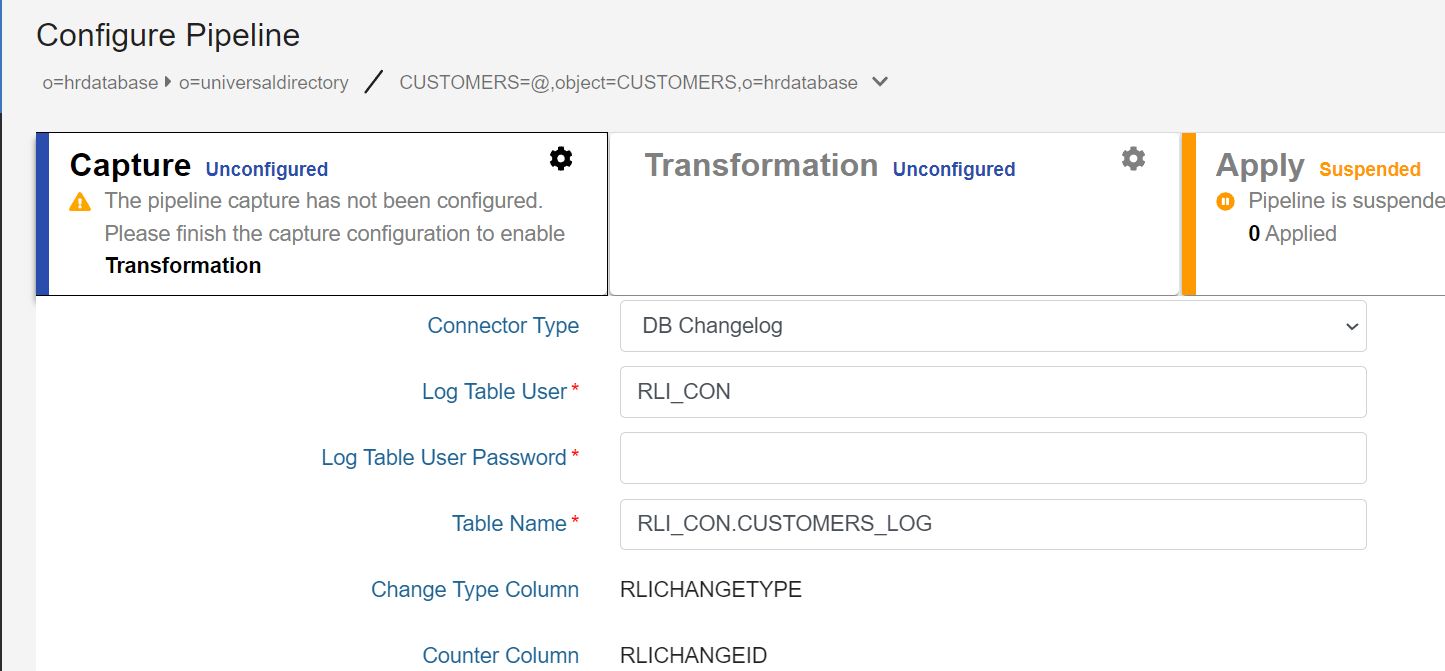 Configure Pipeline
o=hrdatabase o=universaldirectory / CUSTOMERS=@,object=CUSTOMERS,o=hrdatabase
Capture Unconfigured
The pipeline capture has not been configured.
Please finish the capture configuration to enable
Transformation
Transformation Unconfigured
Apply Suspended
Pipeline is suspende
0 Applied
Connector Type DB Changelog
Log Table User* RLI_CON
Log Table User Password*
Table Name* RLI_CON.CUSTOMERS_LOG
Change Type Column RLICHANGETYPE
Counter Column RLICHANGEID